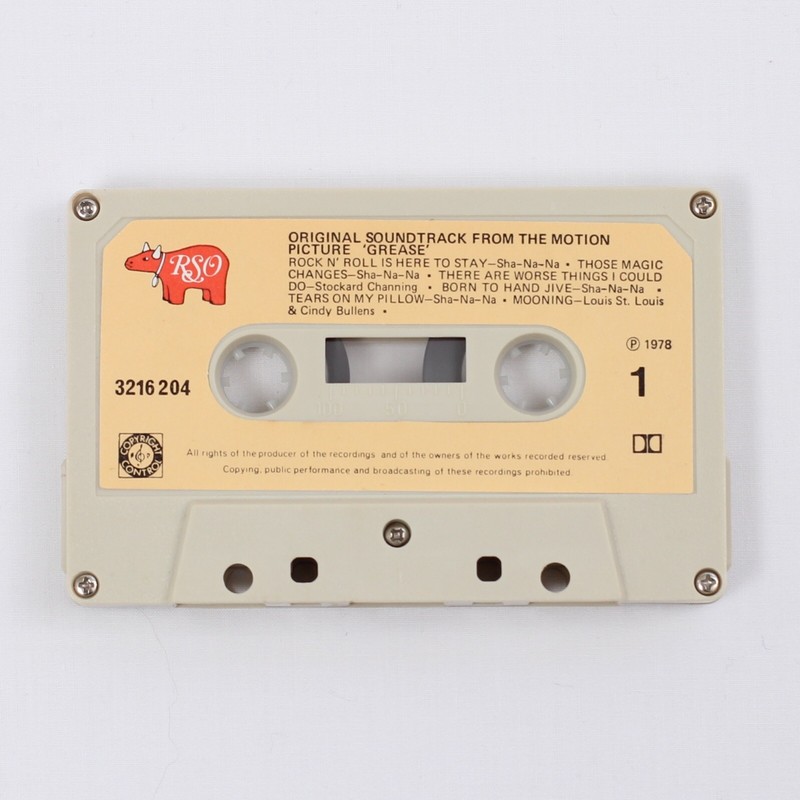 RSO
ORIGINAL SOUNDTRACK FROM THE MOTION
PICTURE 'GREASE'
ROCK N' ROLL IS HERE TO STAY—Sha-Na-Na • THOSE MAGIC
CHANGES—Sha-Na-Na • THERE ARE WORSE THINGS I COULD
DO—Stockard Channing • BORN TO HAND JIVE—Sha-Na-Na •
TEARS ON MY PILLOW—Sha-Na-Na • MOONING—Louis St. Louis
& Cindy Bullens •
℗ 1978
3216 204
1
100 50 0
COPYRIGHT
CONTROL
All rights of the producer of the recordings and of the owners of the works recorded reserved
Copying, public performance and broadcasting of these recordings prohibited.